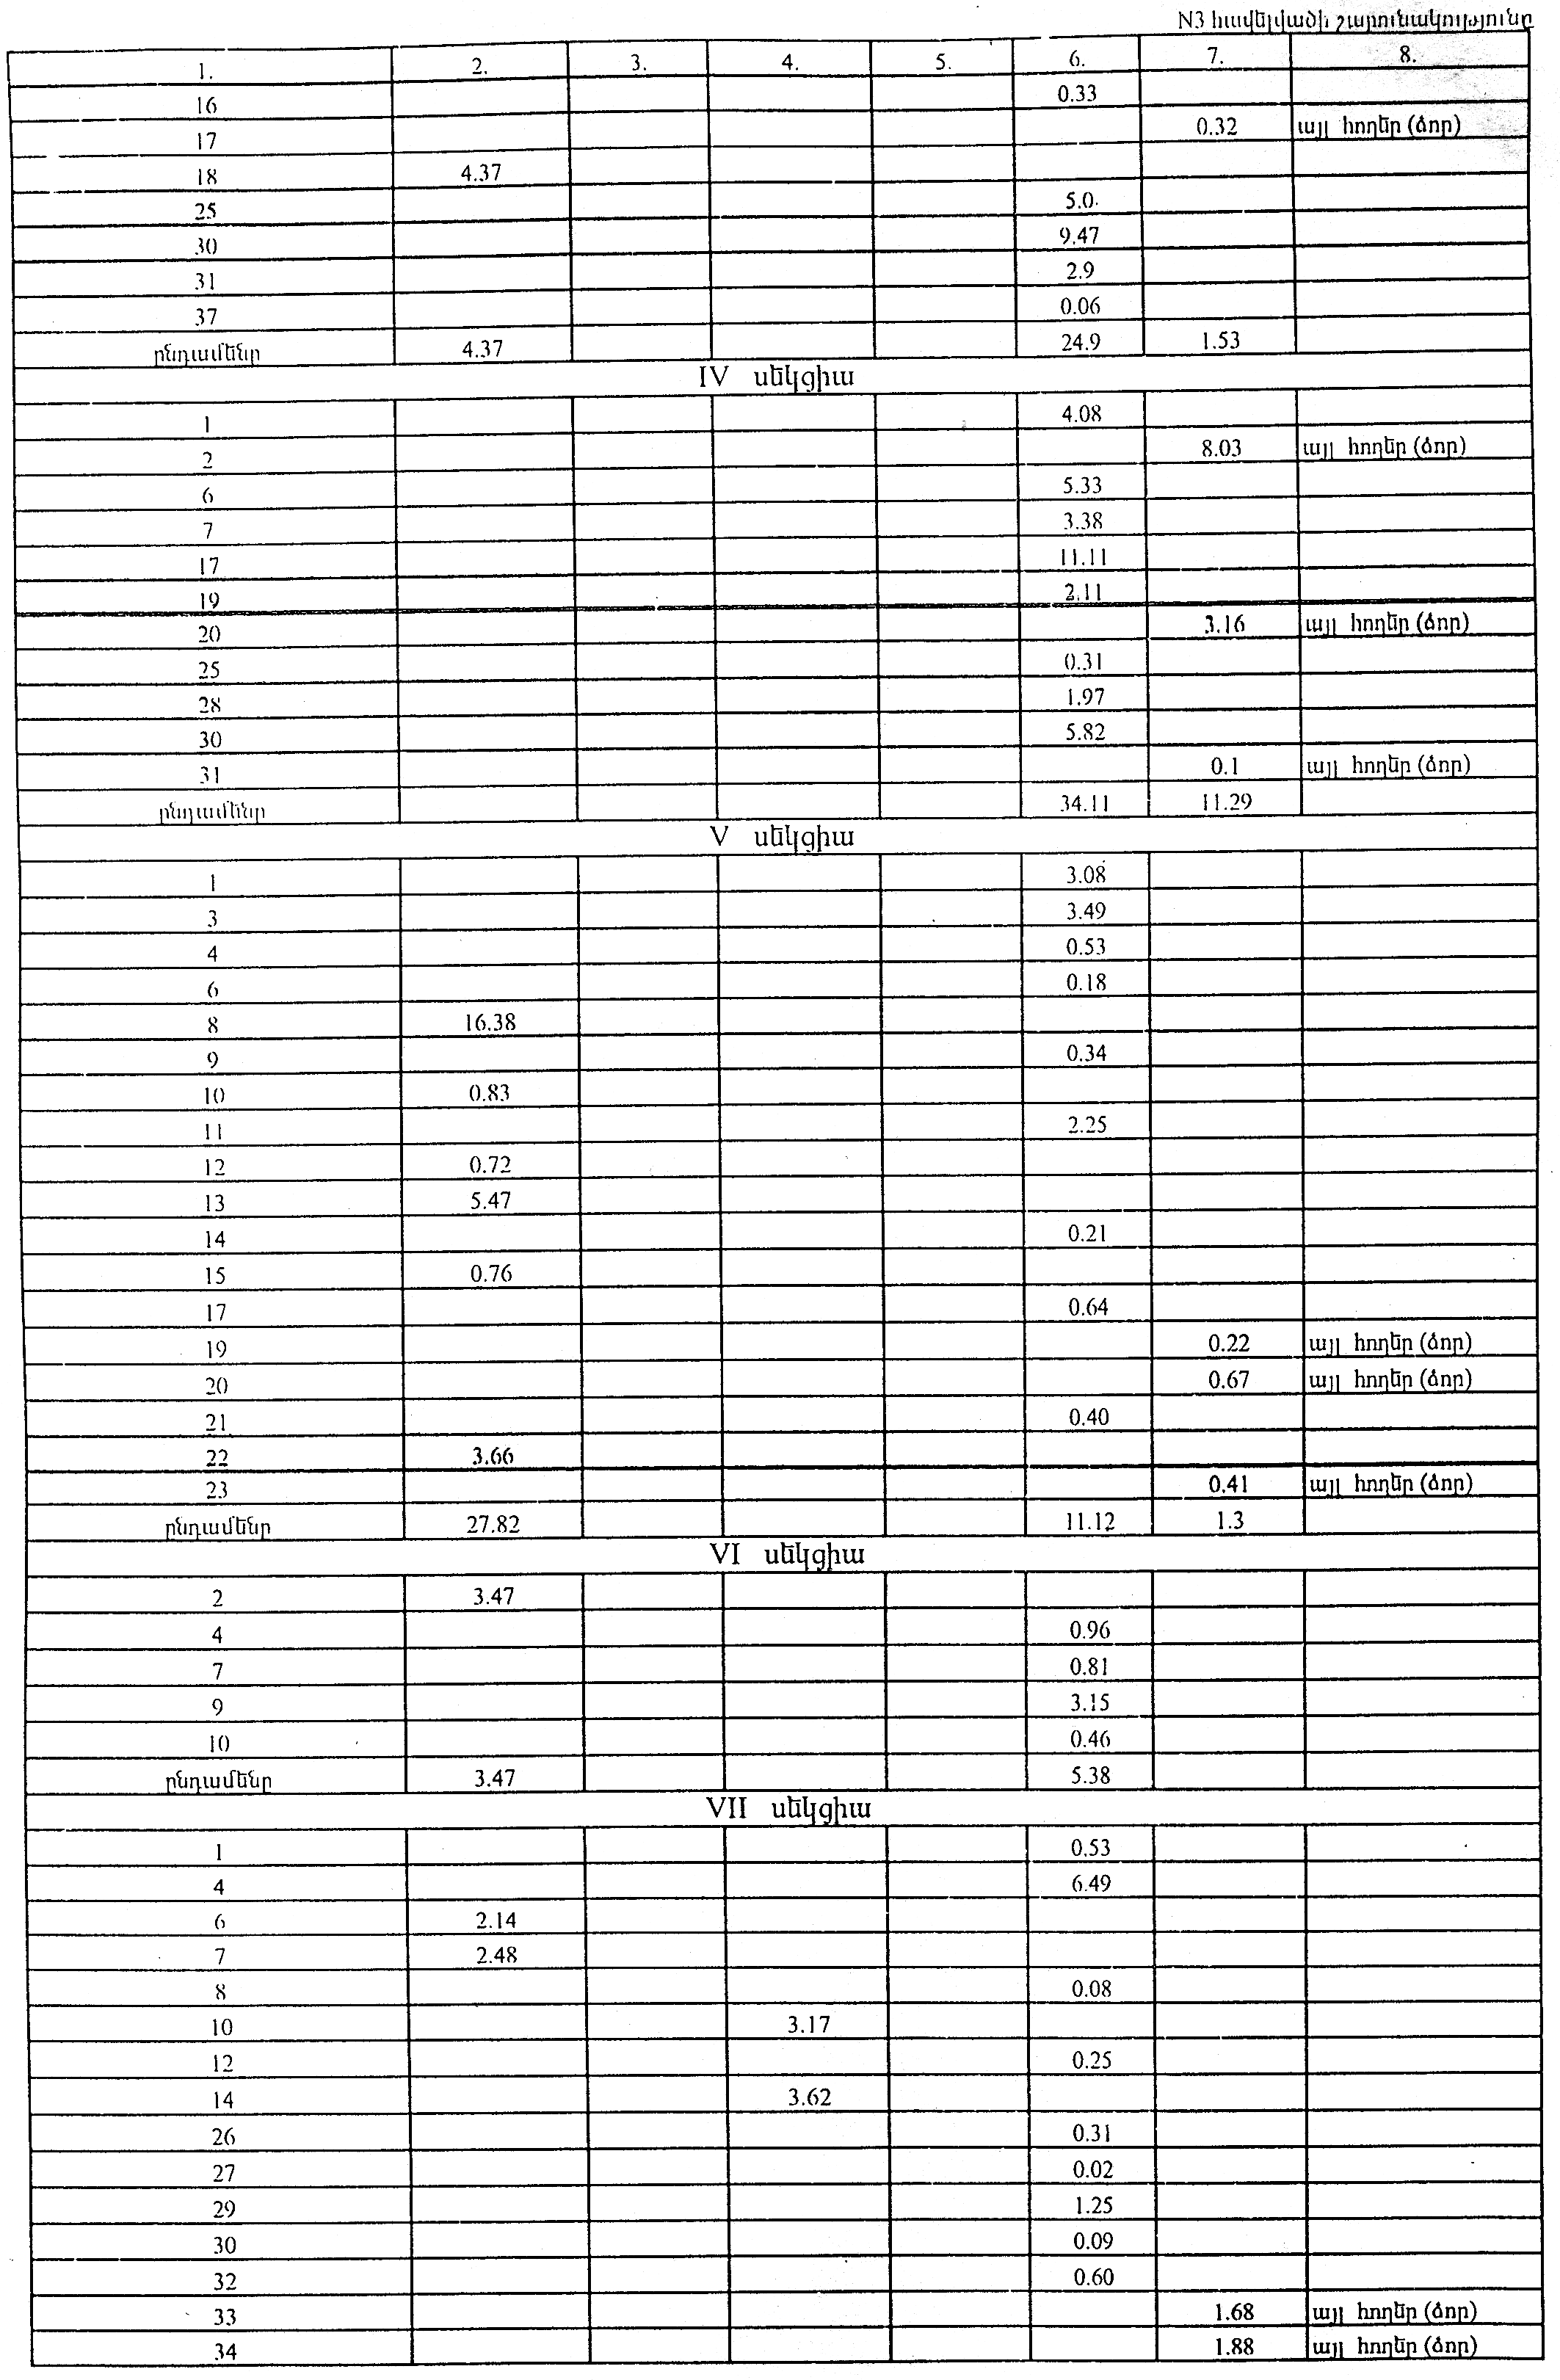 N3 հավելվածի շարունակությունը
1. 2. 3. 4. 5. 6. 7. 8.
16 0.33
17 0.32 այլ հողեր (ձոր)
18 4.37
25 5.0
30 9.47
31 2.9
37 0.06
ընդամենը 4.37 24.9 1.53
IV սեկցիա
1 4.08
2 8.03 այլ հողեր (ձոր)
6 5.33
7 3.38
17 11.11
19 2.11
20 3.16 այլ հողեր (ձոր)
25 0.31
28 1.97
30 5.82
31 0.1 այլ հողեր (ձոր)
ընդամենը 34.11 11.29
V սեկցիա
1 3.08
3 3.49
4 0.53
6 0.18
8 16.38
9 0.34
10 0.83
11 2.25
12 0.72
13 5.47
14 0.21
15 0.76
17 0.64
19 0.22 այլ հողեր (ձոր)
20 0.67 այլ հողեր (ձոր)
21 0.40
22 3.66
23 0.41 այլ հողեր (ձոր)
ընդամենը 27.82 11.12 1.3
VI սեկցիա
2 3.47
4 0.96
7 0.81
9 3.15
10 0.46
ընդամենը 3.47 5.38
VII սեկցիա
1 0.53
4 6.49
6 2.14
7 2.48
8 0.08
10 3.17
12 0.25
14 3.62
26 0.31
27 0.02
29 1.25
30 0.09
32 0.60
33 1.68 այլ հողեր (ձոր)
34 1.88 այլ հողեր (ձոր)